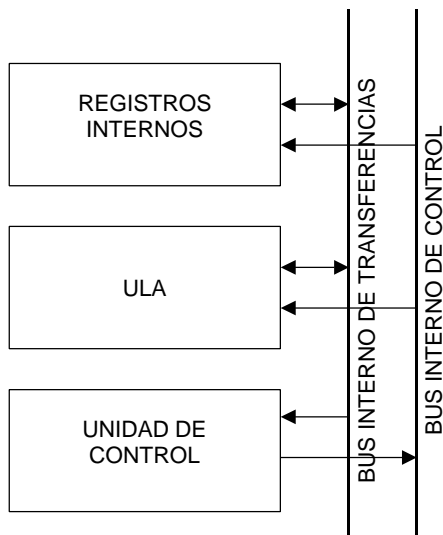 REGISTROS
INTERNOS
ULA
UNIDAD DE
CONTROL
BUS INTERNO DE TRANSFERENCIAS
BUS INTERNO DE CONTROL